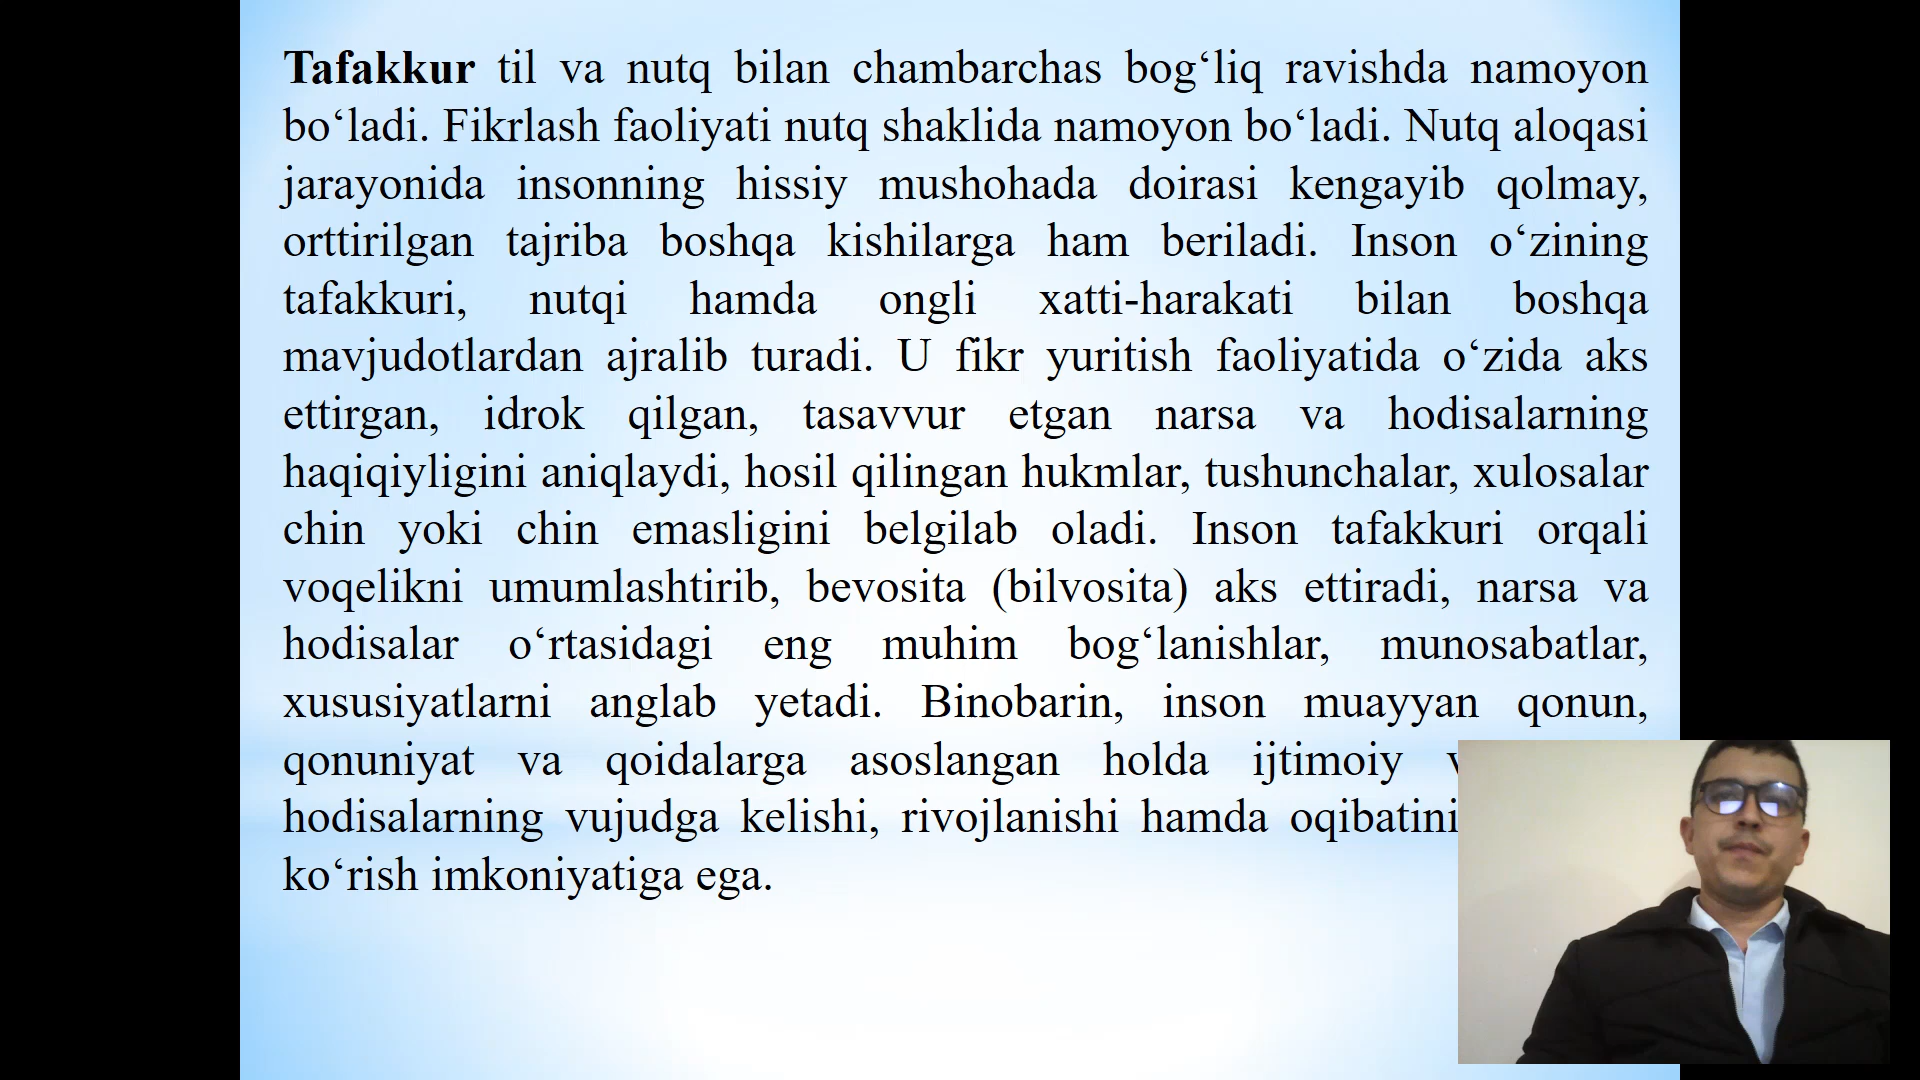 Tafakkur til va nutq bilan chambarchas bog‘liq ravishda namoyon
bo‘ladi. Fikrlash faoliyati nutq shaklida namoyon bo‘ladi. Nutq aloqasi
jarayonida insonning hissiy mushohada doirasi kengayib qolmay,
orttirilgan tajriba boshqa kishilarga ham beriladi. Inson o‘zining
tafakkuri, nutqi hamda ongli xatti-harakati bilan boshqa
mavjudotlardan ajralib turadi. U fikr yuritish faoliyatida o‘zida aks
ettirgan, idrok qilgan, tasavvur etgan narsa va hodisalarning
haqiqiyligini aniqlaydi, hosil qilingan hukmlar, tushunchalar, xulosalar
chin yoki chin emasligini belgilab oladi. Inson tafakkuri orqali
voqelikni umumlashtirib, bevosita (bilvosita) aks ettiradi, narsa va
hodisalar o‘rtasidagi eng muhim bog‘lanishlar, munosabatlar,
xususiyatlarni anglab yetadi. Binobarin, inson muayyan qonun,
qonuniyat va qoidalarga asoslangan holda ijtimoiy
hodisalarning vujudga kelishi, rivojlanishi hamda oqibatini
ko‘rish imkoniyatiga ega.